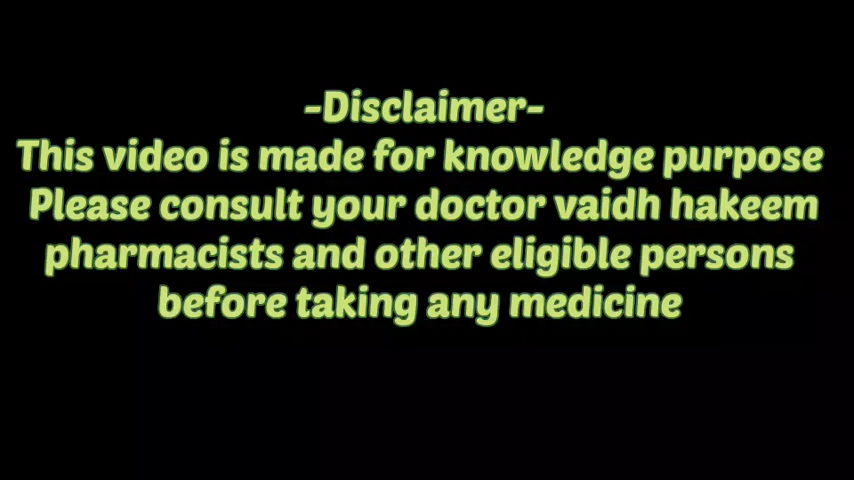 -Disclaimer-
This video is made for knowledge purpose
Please consult your doctor vaidh hakeem
pharmacists and other eligible persons
before taking any medicine